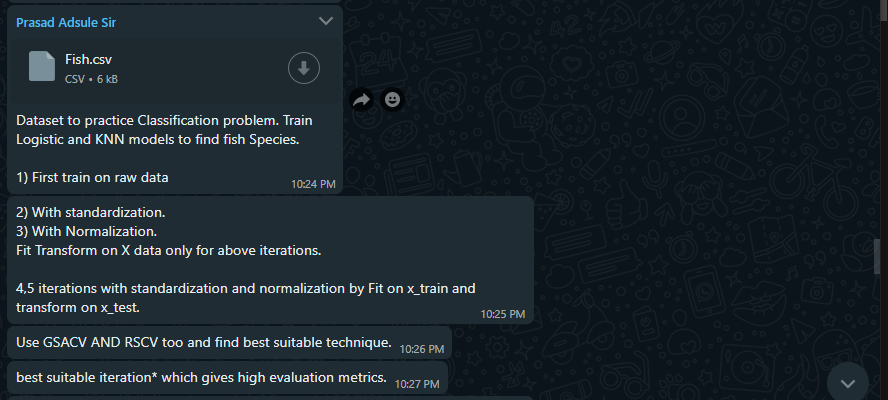 Prasad Adsule Sir
Fish.csv
CSV • 6 kB
Dataset to practice Classification problem. Train
Logistic and KNN models to find fish Species.
1) First train on raw data
10:24 PM
2) With standardization.
3) With Normalization.
Fit Transform on X data only for above iterations.
4,5 iterations with standardization and normalization by Fit on x_train and
transform on x_test.
10:25 PM
Use GSACV AND RSCV too and find best suitable technique.
10:26 PM
best suitable iteration* which gives high evaluation metrics.
10:27 PM